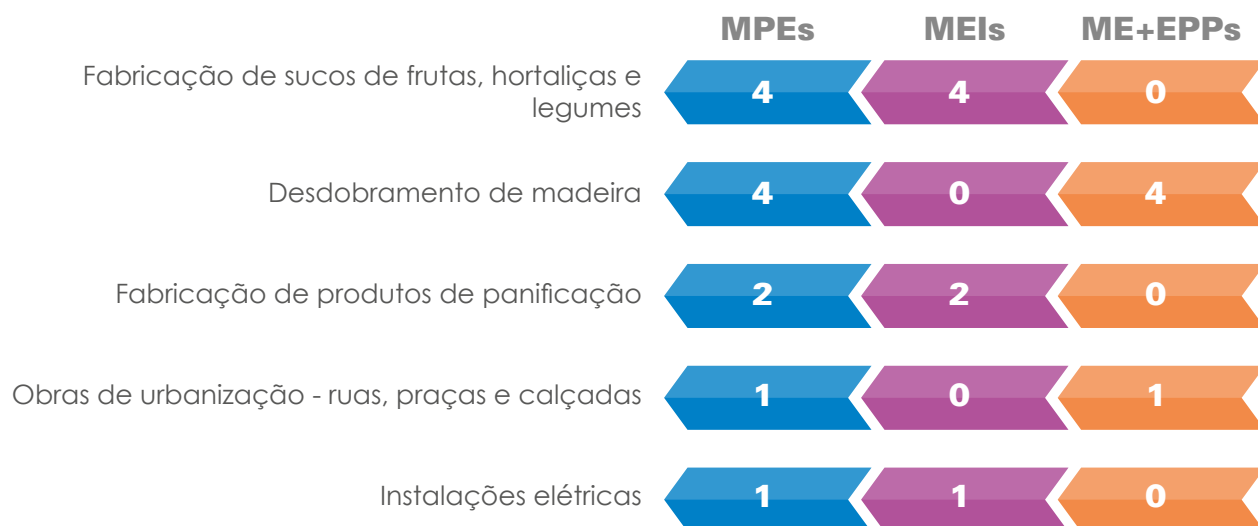 MPEs MEIs ME+EPPs
Fabricação de sucos de frutas, hortaliças e
legumes
4 4 0
Desdobramento de madeira 4 0 4
Fabricação de produtos de panificação 2 2 0
Obras de urbanização - ruas, praças e calçadas 1 0 1
Instalações elétricas 1 1 0